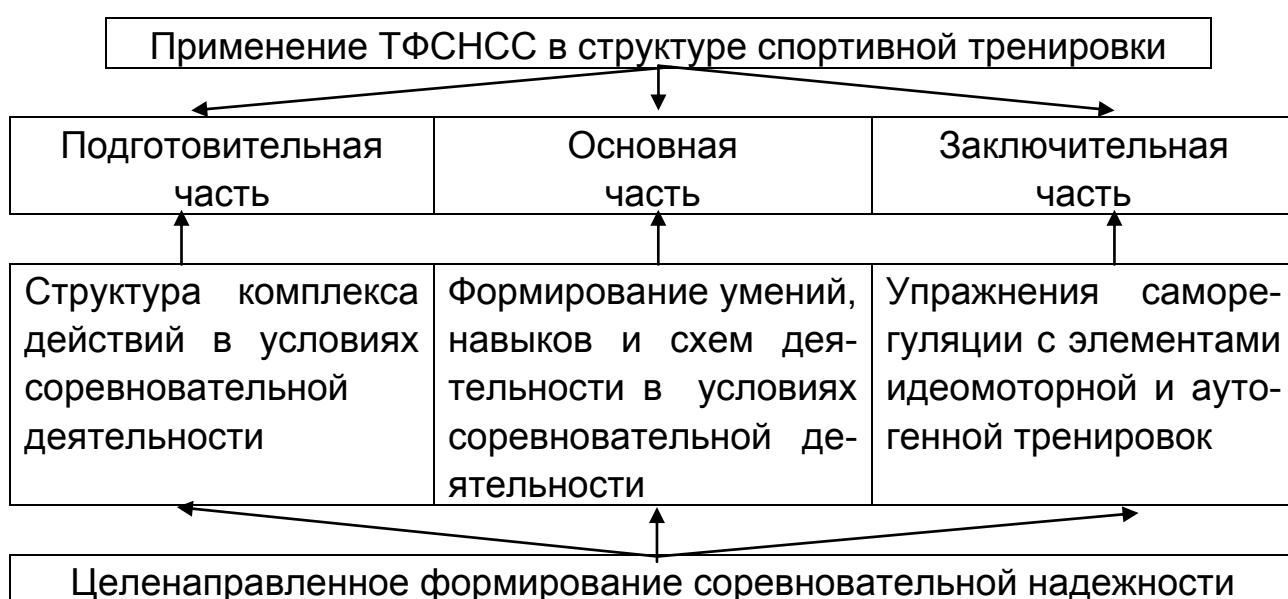 Применение ТФСНСС в структуре спортивной тренировки
Подготовительная
часть
Основная
часть
Заключительная
часть
Структура комплекса
действий в условиях
соревновательной
деятельности
Формирование умений,
навыков и схем дея-
тельности в условиях
соревновательной де-
ятельности
Упражнения саморе-
гуляции с элементами
идеомоторной и ауто-
генной тренировок
Целенаправленное формирование соревновательной надежности